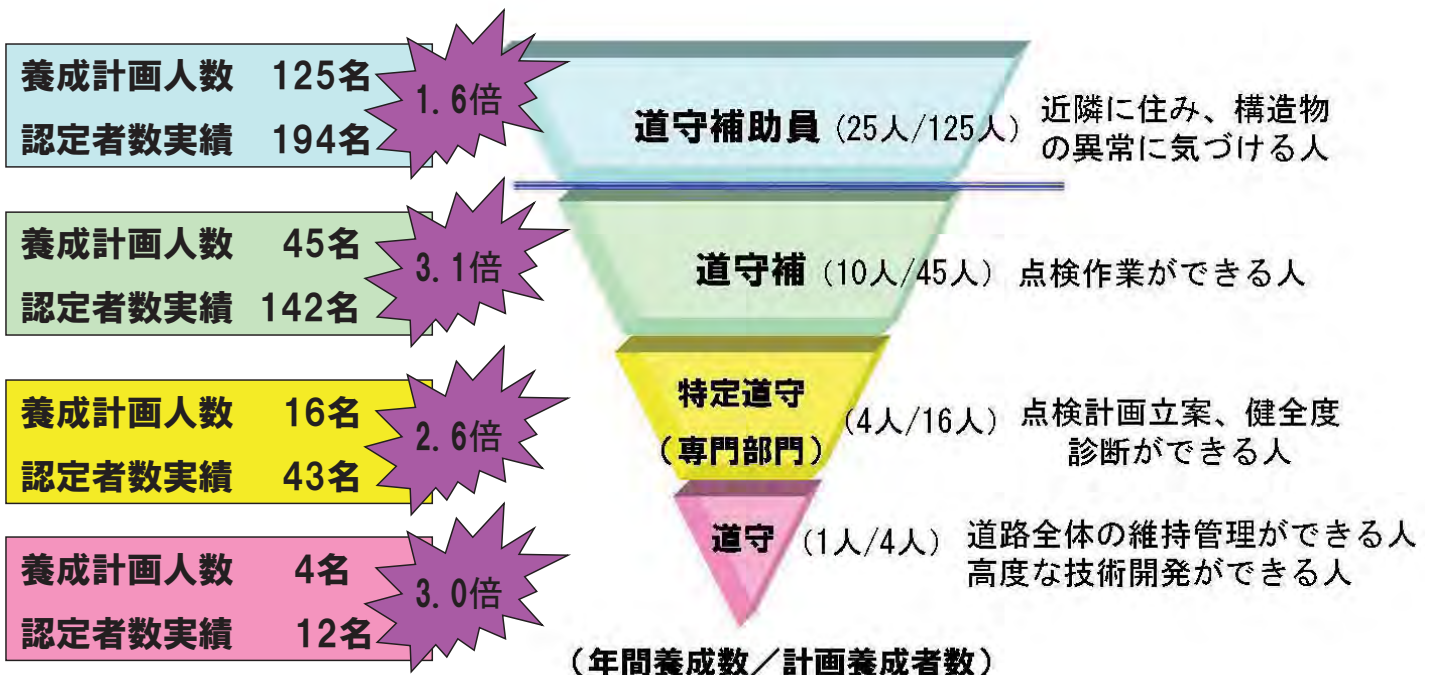 養成計画人数 125名
認定者数実績 194名
1.6倍
道守補助員 (25人/125人)
近隣に住み、構造物
の異常に気づける人
養成計画人数 45名
認定者数実績 142名
3.1倍
道守補 (10人/45人) 点検作業ができる人
養成計画人数 16名
認定者数実績 43名
2.6倍
特定道守
(専門部門)
(4人/16人)
点検計画立案、健全度
診断ができる人
養成計画人数 4名
認定者数実績 12名
3.0倍
道守 (1人/4人)
道路全体の維持管理ができる人
高度な技術開発ができる人
(年間養成数/計画養成者数)